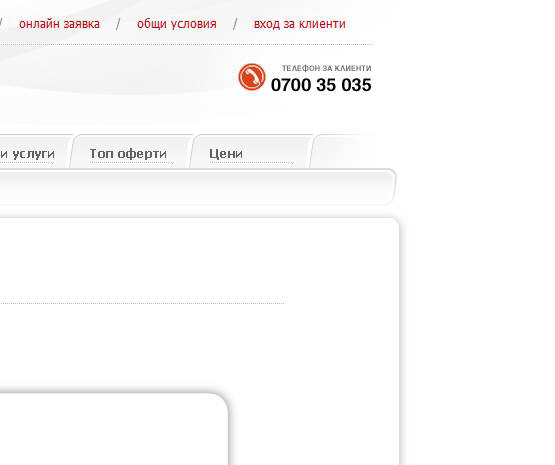 / онлайн заявка / общи условия / вход за клиенти
ТЕЛЕФОН ЗА КЛИЕНТИ
0700 35 035
и услуги Топ оферти Цени